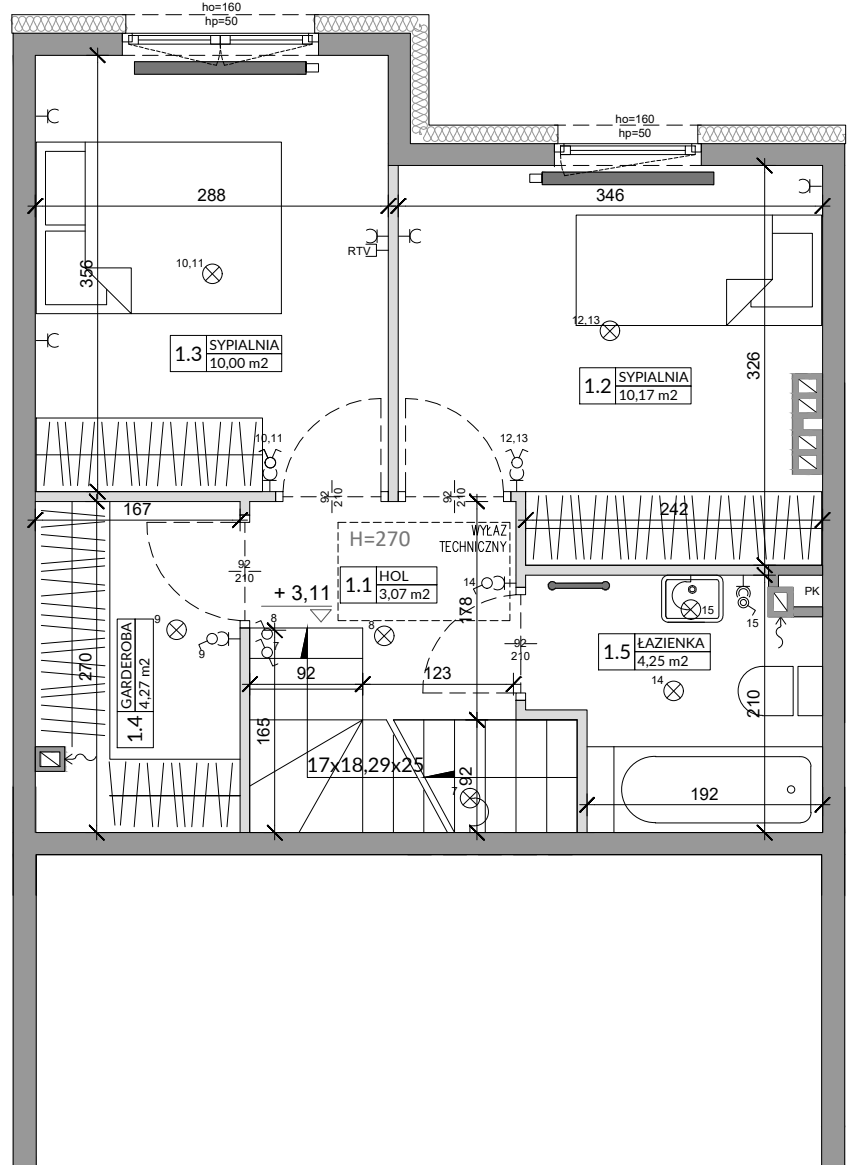 ho=160
hp=50
ho=160
hp=50
288
346
RTV
10,11
356
12,13
1.3 SYPIALNIA
10,00 m2
326
1.2 SYPIALNIA
10,17 m2
10,11
12,13
92
210
92
210
167
242
H=270
WYŁAZ
TECHNICZNY
92
210
1.1 HOL
3,07 m2
14
+ 3,11
178
PK
15
15
9
9
8
7
8
1.4 GARDEROBA
4,27 m2
270
92
210
1.5 ŁAZIENKA
4,25 m2
92
123
14
210
165
17x18,29x25
92
7
192